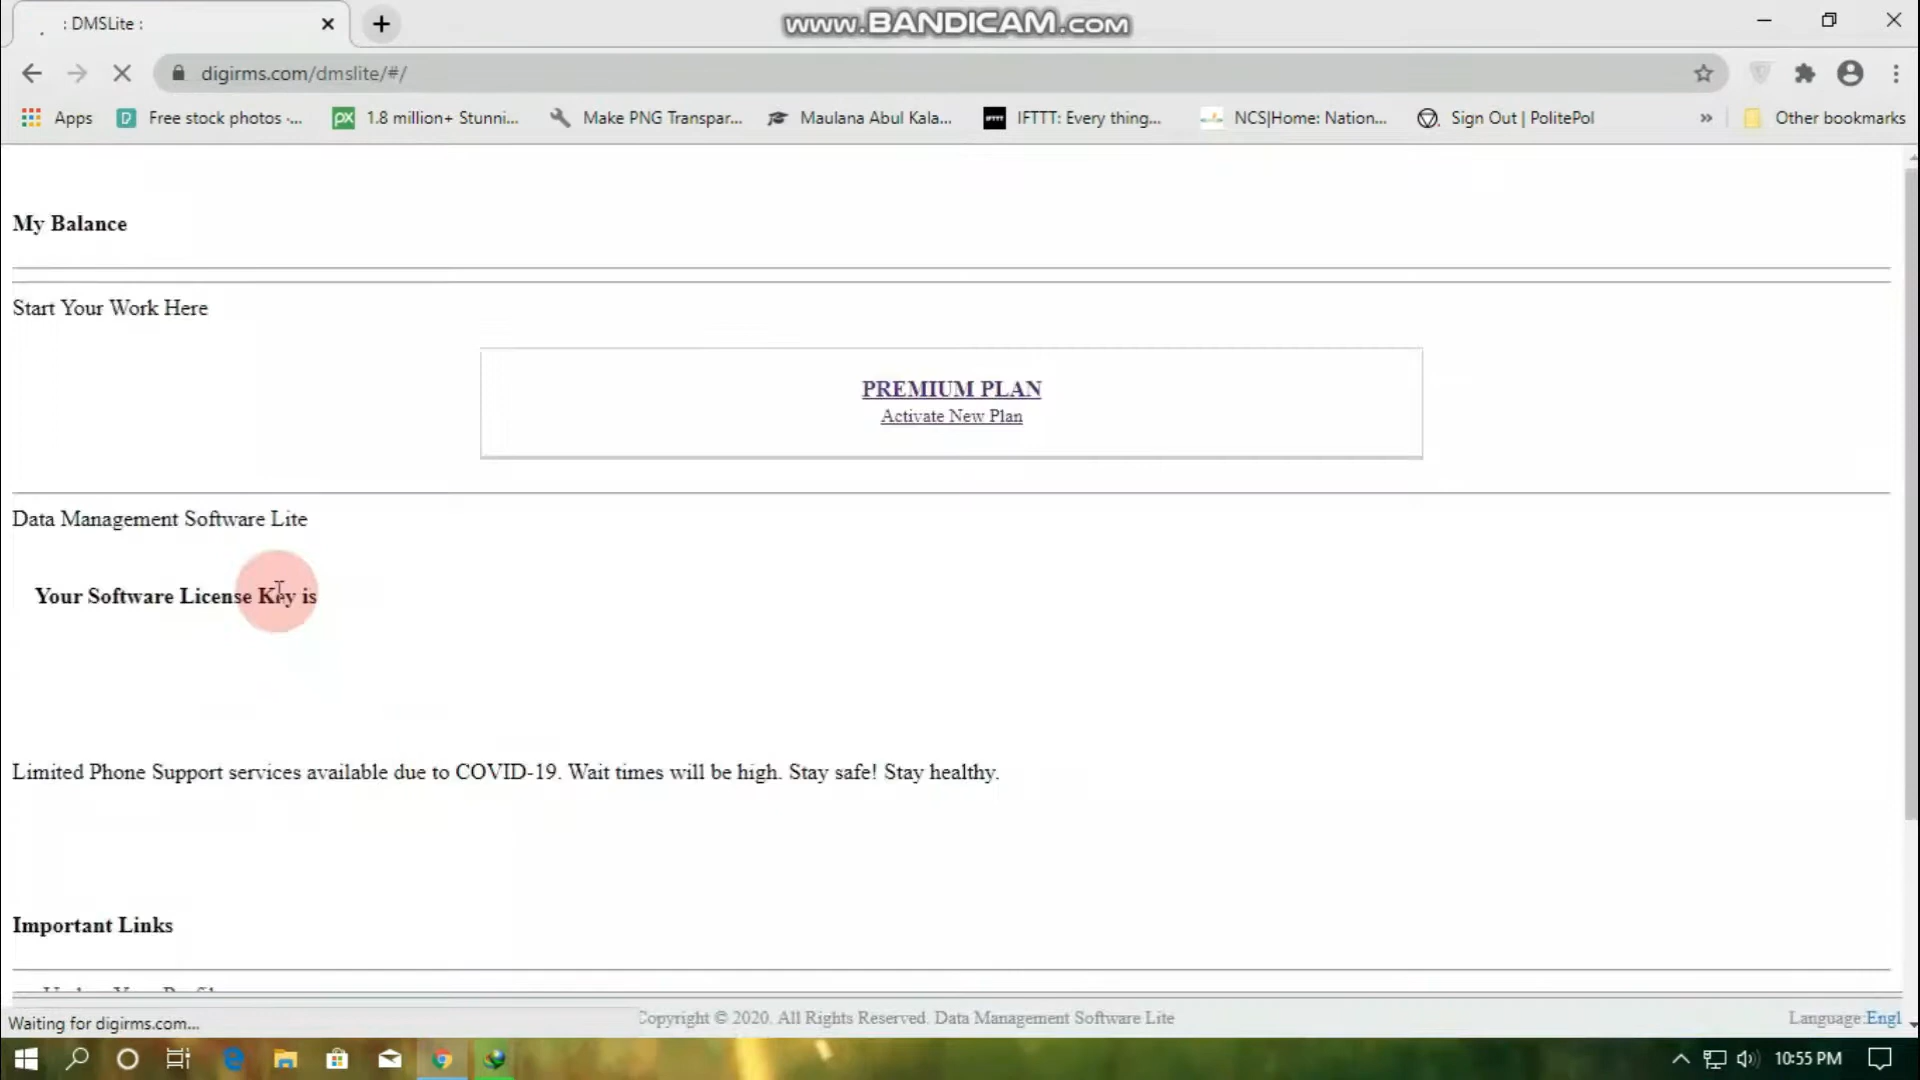 : DMSLite :
www.BANDICAM.com
digirms.com/dmslite/#/
Apps
Free stock photos -...
1.8 million+ Stunni...
Make PNG Transpar...
Maulana Abul Kala...
IFTTT: Every thing...
NCS|Home: Nation...
Sign Out | PolitePol
»
Other bookmarks
My Balance
Start Your Work Here
PREMIUM PLAN
Activate New Plan
Data Management Software Lite
Your Software License Key is
Limited Phone Support services available due to COVID-19. Wait times will be high. Stay safe! Stay healthy.
Important Links
Waiting for digirms.com...
Copyright © 2020. All Rights Reserved. Data Management Software Lite
Language:Engl
10:55 PM